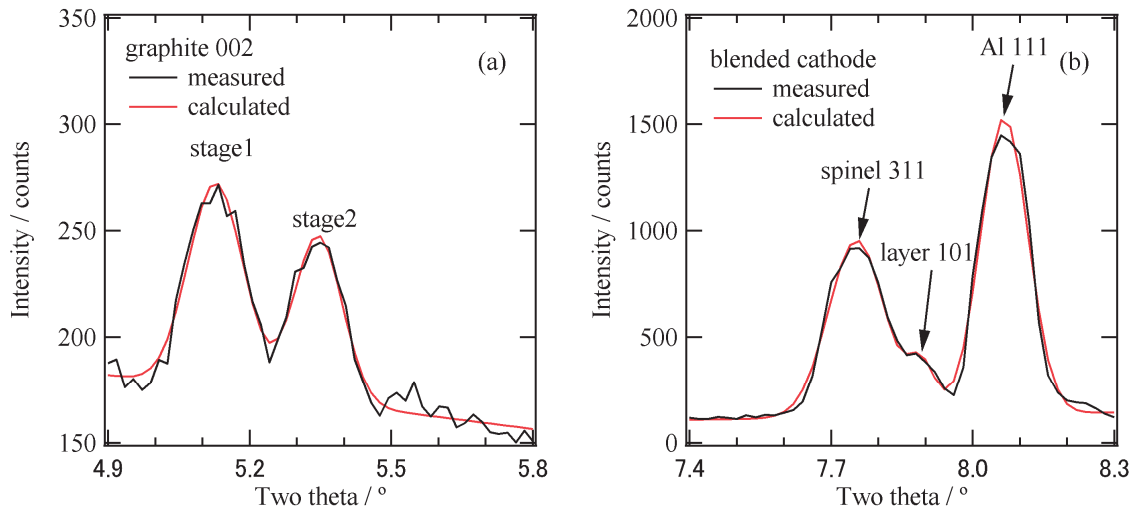 350
300
250
200
150
Intensity / counts
graphite 002
measured
calculated
(a)
stage1
stage2
4.9
5.2
5.5
5.8
Two theta / º
2000
1500
1000
500
0
Intensity / counts
blended cathode
measured
calculated
Al 111
(b)
spinel 311
layer 101
7.4
7.7
8.0
8.3
Two theta / º